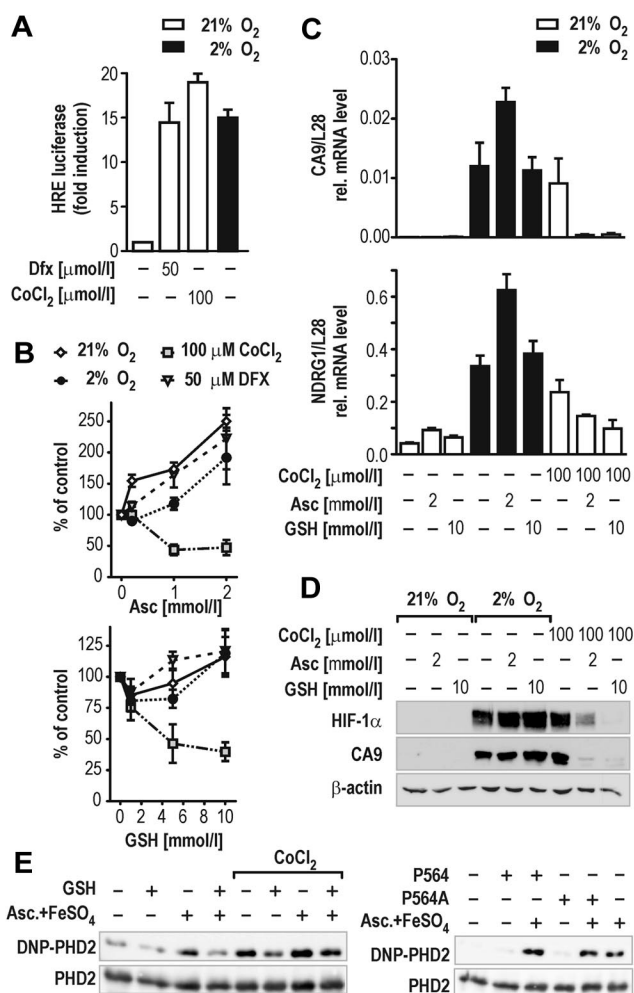 A
21% O2
2% O2
HRE luciferase
(fold induction)
20
15
10
5
0
Dfx [μmol/l] – 50 – –
CoCl2 [μmol/l] – – 100 –
B
21% O2
100 μM CoCl2
2% O2
50 μM DFX
% of control
250
200
150
100
50
0
0 1 2
Asc [mmol/l]
% of control
125
100
75
50
25
0
0 2 4 6 8 10
GSH [mmol/l]
C
21% O2
2% O2
CA9/L28
rel. mRNA level
0.03
0.02
0.01
0.00
NDRG1/L28
rel. mRNA level
0.6
0.4
0.2
0.0
CoCl2 [μmol/l] – – – – – – 100 100 100
Asc [mmol/l] – 2 – – 2 – – 2 –
GSH [mmol/l] – – 10 – – 10 – – 10
D
21% O2 2% O2
CoCl2 [μmol/l] – – – – – – 100 100 100
Asc [mmol/l] – 2 – – 2 – – 2 –
GSH [mmol/l] – – 10 – – 10 – – 10
HIF-1α
CA9
β-actin
E
CoCl2
GSH – + – + – + – +
Asc.+FeSO4 – – + + – – + +
DNP-PHD2
PHD2
P564 – + + – – –
P564A – – – + + –
Asc.+FeSO4 – – + – + +
DNP-PHD2
PHD2